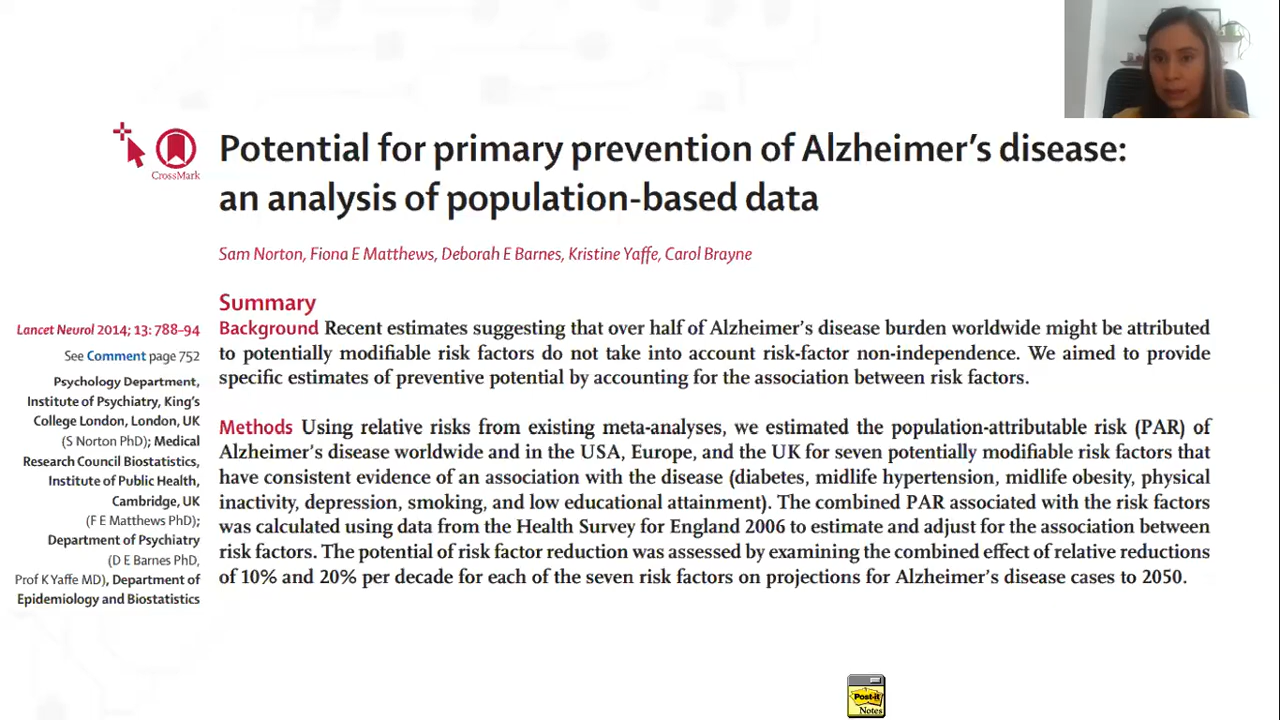 Potential for primary prevention of Alzheimer's disease:
an analysis of population-based data
CrossMark
Sam Norton, Fiona E Matthews, Deborah E Barnes, Kristine Yaffe, Carol Brayne
Summary
Background Recent estimates suggesting that over half of Alzheimer's disease burden worldwide might be attributed
to potentially modifiable risk factors do not take into account risk-factor non-independence. We aimed to provide
specific estimates of preventive potential by accounting for the association between risk factors.
Methods Using relative risks from existing meta-analyses, we estimated the population-attributable risk (PAR) of
Alzheimer's disease worldwide and in the USA, Europe, and the UK for seven potentially modifiable risk factors that
have consistent evidence of an association with the disease (diabetes, midlife hypertension, midlife obesity, physical
inactivity, depression, smoking, and low educational attainment). The combined PAR associated with the risk factors
was calculated using data from the Health Survey for England 2006 to estimate and adjust for the association between
risk factors. The potential of risk factor reduction was assessed by examining the combined effect of relative reductions
of 10% and 20% per decade for each of the seven risk factors on projections for Alzheimer's disease cases to 2050.
Lancet Neurol 2014; 13: 788–94
See Comment page 752
Psychology Department,
Institute of Psychiatry, King's
College London, London, UK
(S Norton PhD); Medical
Research Council Biostatistics,
Institute of Public Health,
Cambridge, UK
(F E Matthews PhD);
Department of Psychiatry
(D E Barnes PhD,
Prof K Yaffe MD), Department of
Epidemiology and Biostatistics
Post-it
Notes